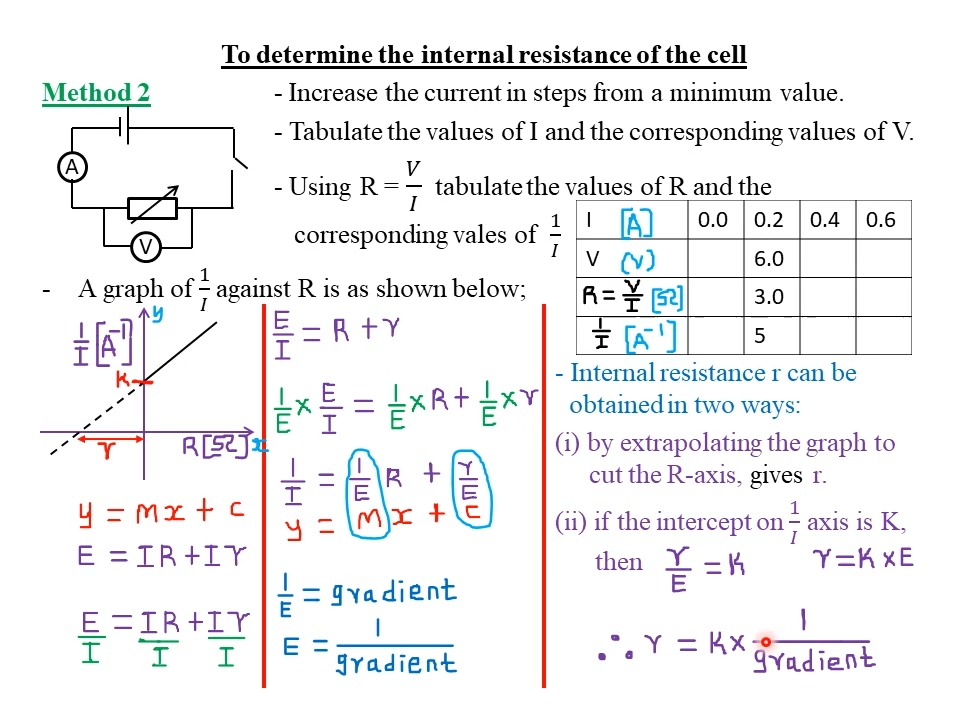 To determine the internal resistance of the cell
Method 2
- Increase the current in steps from a minimum value.
- Tabulate the values of I and the corresponding values of V.
- Using R = V/I tabulate the values of R and the
corresponding vales of 1/I
A
V
I [A] 0.0 0.2 0.4 0.6
V (V) 6.0
R = V/I [Ω] 3.0
1/I [A⁻¹] 5
- A graph of 1/I against R is as shown below;
1/I [A⁻¹]
y
K
r
R[Ω] x
y = mx + c
E = IR + Ir
E/I = IR/I + Ir/I
E/I = R + r
1/E × E/I = 1/E × R + 1/E × r
1/I = 1/E R + r/E
y = m x + c
1/E = gradient
E = 1/gradient
- Internal resistance r can be
obtained in two ways:
(i) by extrapolating the graph to
cut the R-axis, gives r.
(ii) if the intercept on 1/I axis is K,
then r/E = K r = K × E
∴ r = K × 1/gradient